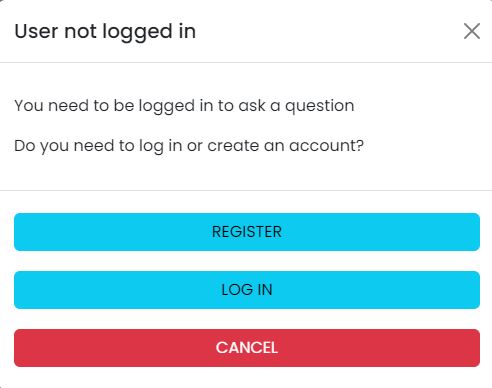 User not logged in
You need to be logged in to ask a question
Do you need to log in or create an account?
REGISTER
LOG IN
CANCEL